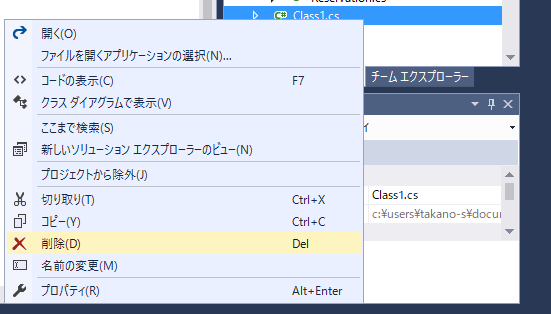 Class1.cs
開く(O)
ファイルを開くアプリケーションの選択(N)...
コードの表示(C) F7
クラス ダイアグラムで表示(V)
チーム エクスプローラー
ここまで検索(S)
新しいソリューション エクスプローラーのビュー(N)
プロジェクトから除外(J)
切り取り(T) Ctrl+X
Class1.cs
コピー(Y) Ctrl+C
c:¥users¥takano-s¥docu
削除(D) Del
名前の変更(M)
プロパティ(R) Alt+Enter